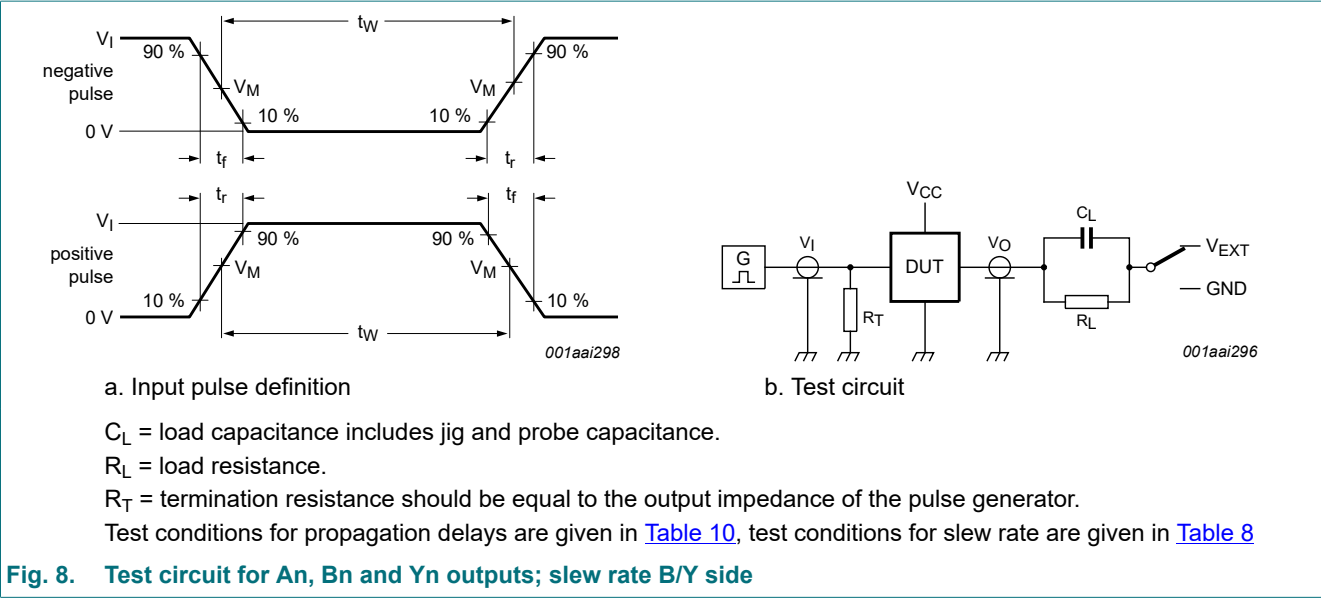 tW
VI
90 %
90 %
negative
pulse
VM
VM
10 %
10 %
0 V
tf
tr
tr
tf
VI
90 %
90 %
positive
pulse
VM
VM
10 %
10 %
0 V
tW
001aai298
a. Input pulse definition
VCC
CL
VI
VO
VEXT
G
DUT
GND
RT
RL
001aai296
b. Test circuit
CL = load capacitance includes jig and probe capacitance.
RL = load resistance.
RT = termination resistance should be equal to the output impedance of the pulse generator.
Test conditions for propagation delays are given in Table 10, test conditions for slew rate are given in Table 8
Fig. 8. Test circuit for An, Bn and Yn outputs; slew rate B/Y side